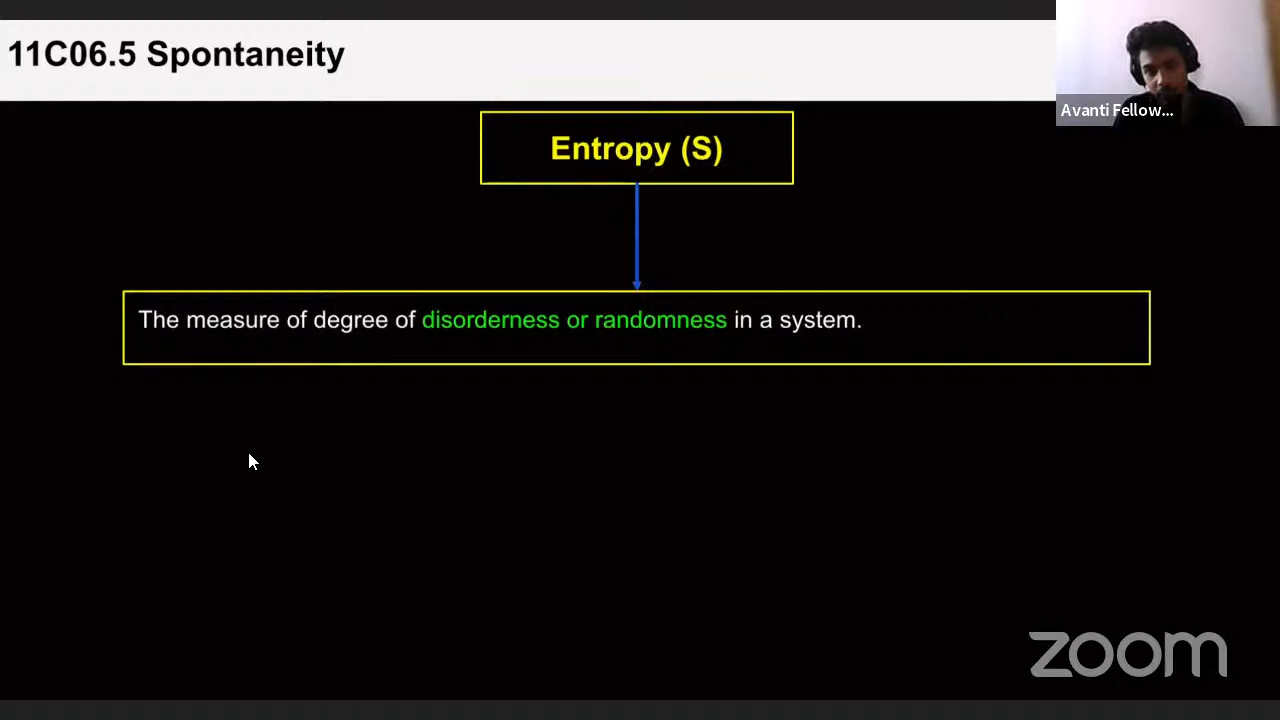 11C06.5 Spontaneity
Avanti Fellow...
Entropy (S)
The measure of degree of disorderness or randomness in a system.
zoom